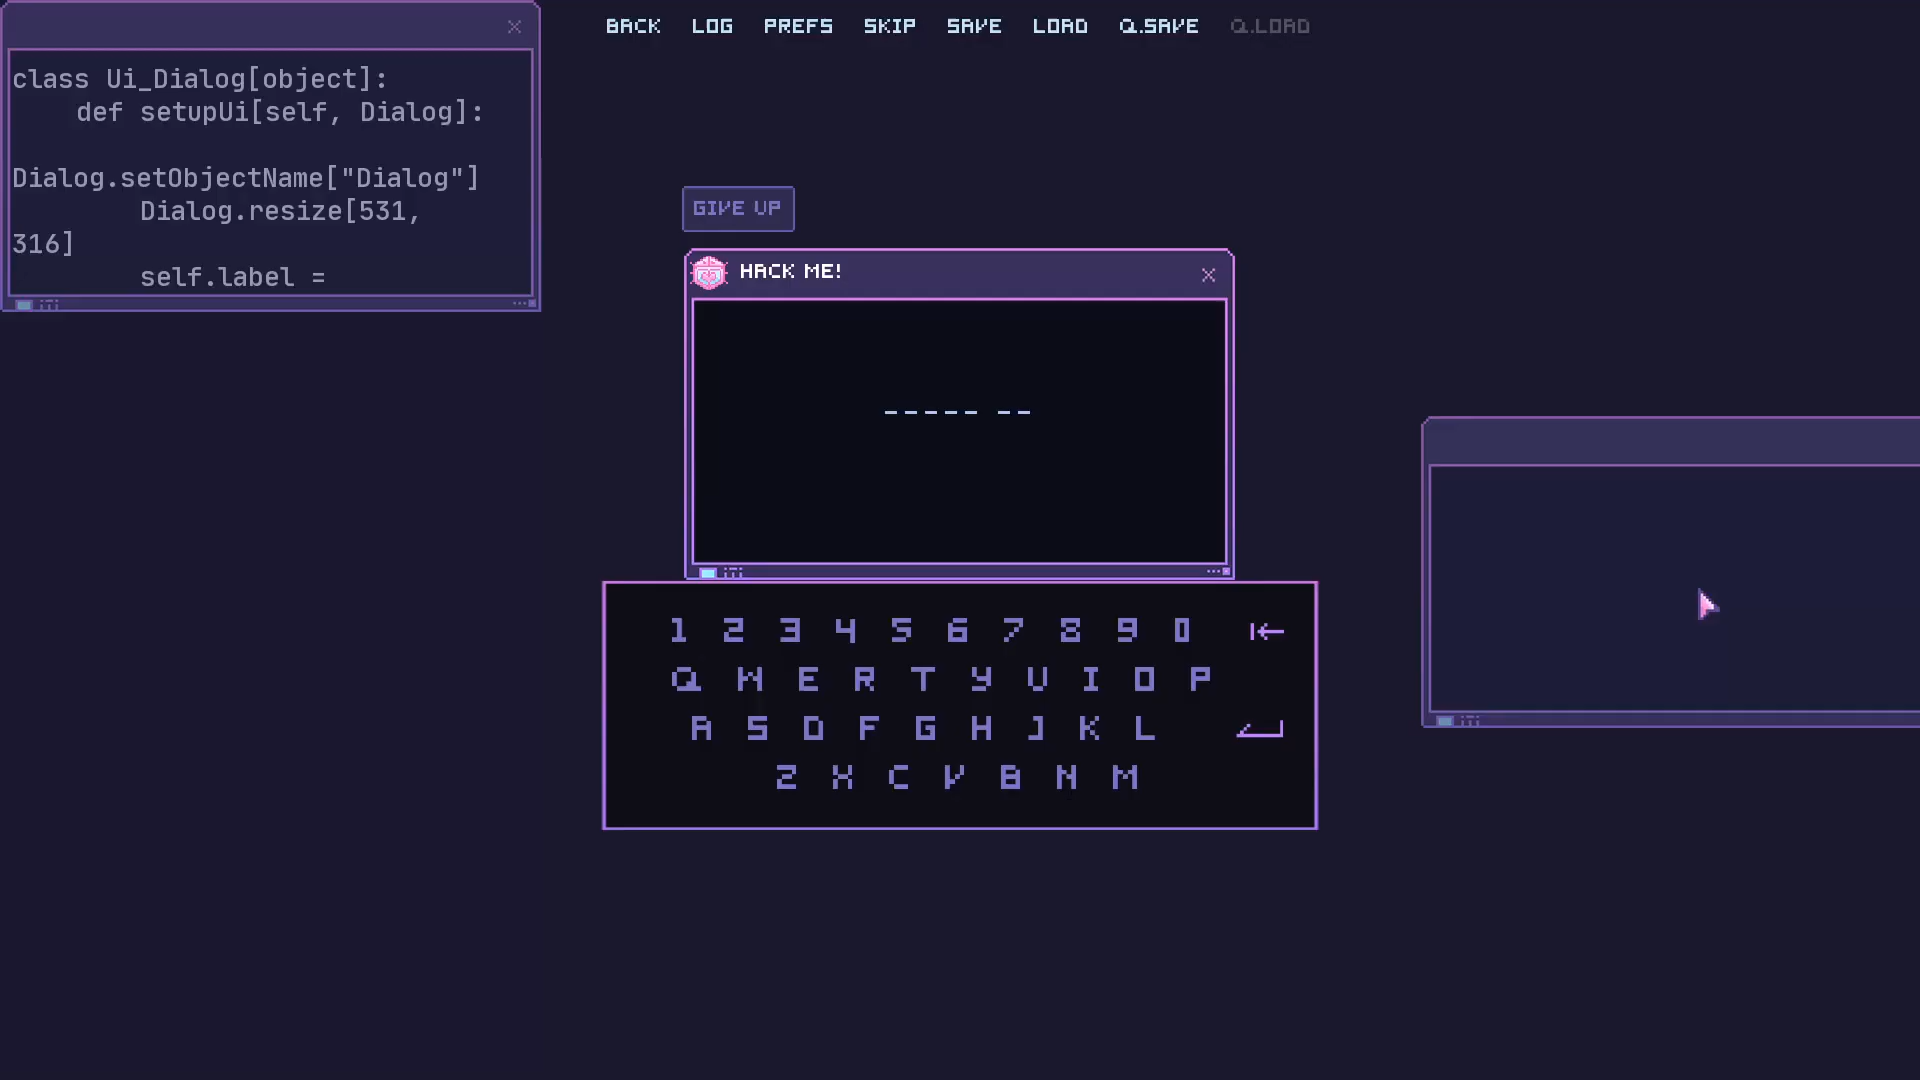 BACK LOG PREFS SKIP SAVE LOAD Q.SAVE Q.LOAD
class Ui_Dialog[object]:
    def setupUi[self, Dialog]:
Dialog.setObjectName["Dialog"]
        Dialog.resize[531,
316]
        self.label =
GIVE UP
HACK ME!
_____ __
1 2 3 4 5 6 7 8 9 0
Q W E R T Y U I O P
A S D F G H J K L
Z X C V B N M